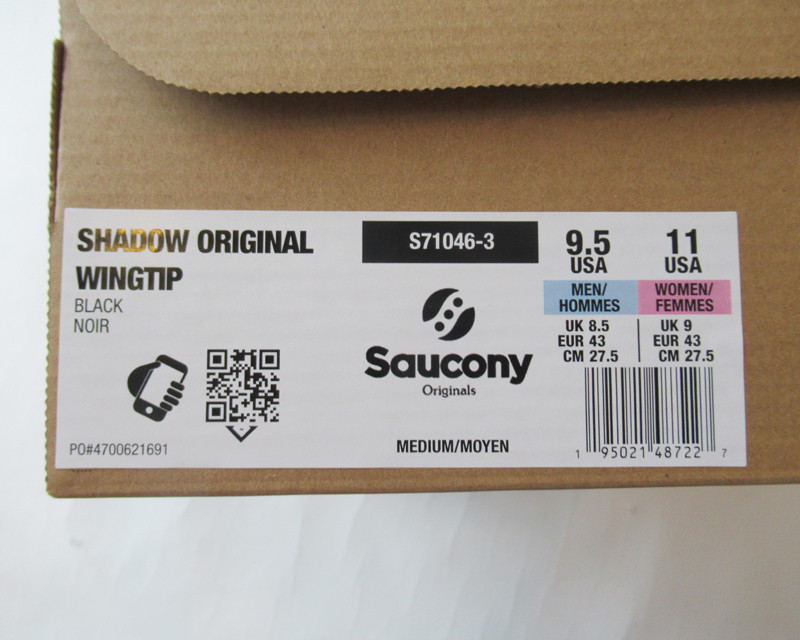 SHADOW ORIGINAL
WINGTIP
BLACK
NOIR
PO#4700621691
S71046-3
Saucony
Originals
MEDIUM/MOYEN
9.5 11
USA USA
MEN/ WOMEN/
HOMMES FEMMES
UK 8.5 UK 9
EUR 43 EUR 43
CM 27.5 CM 27.5
1 95021 48722 7